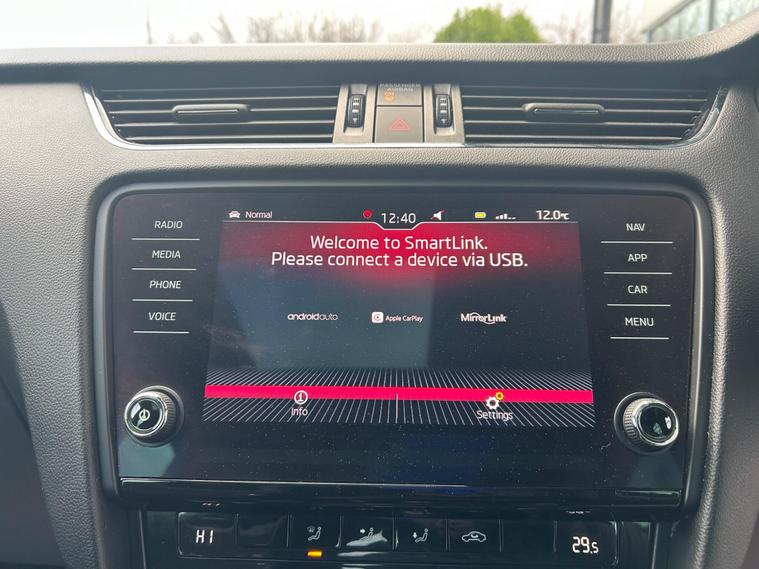 PASSENGER
AIRBAG
Normal 12:40 12.0°C
RADIO
MEDIA
PHONE
VOICE
Welcome to SmartLink.
Please connect a device via USB.
androidauto Apple CarPlay MirrorLink
Info Settings
NAV
APP
CAR
MENU
HI 29.5